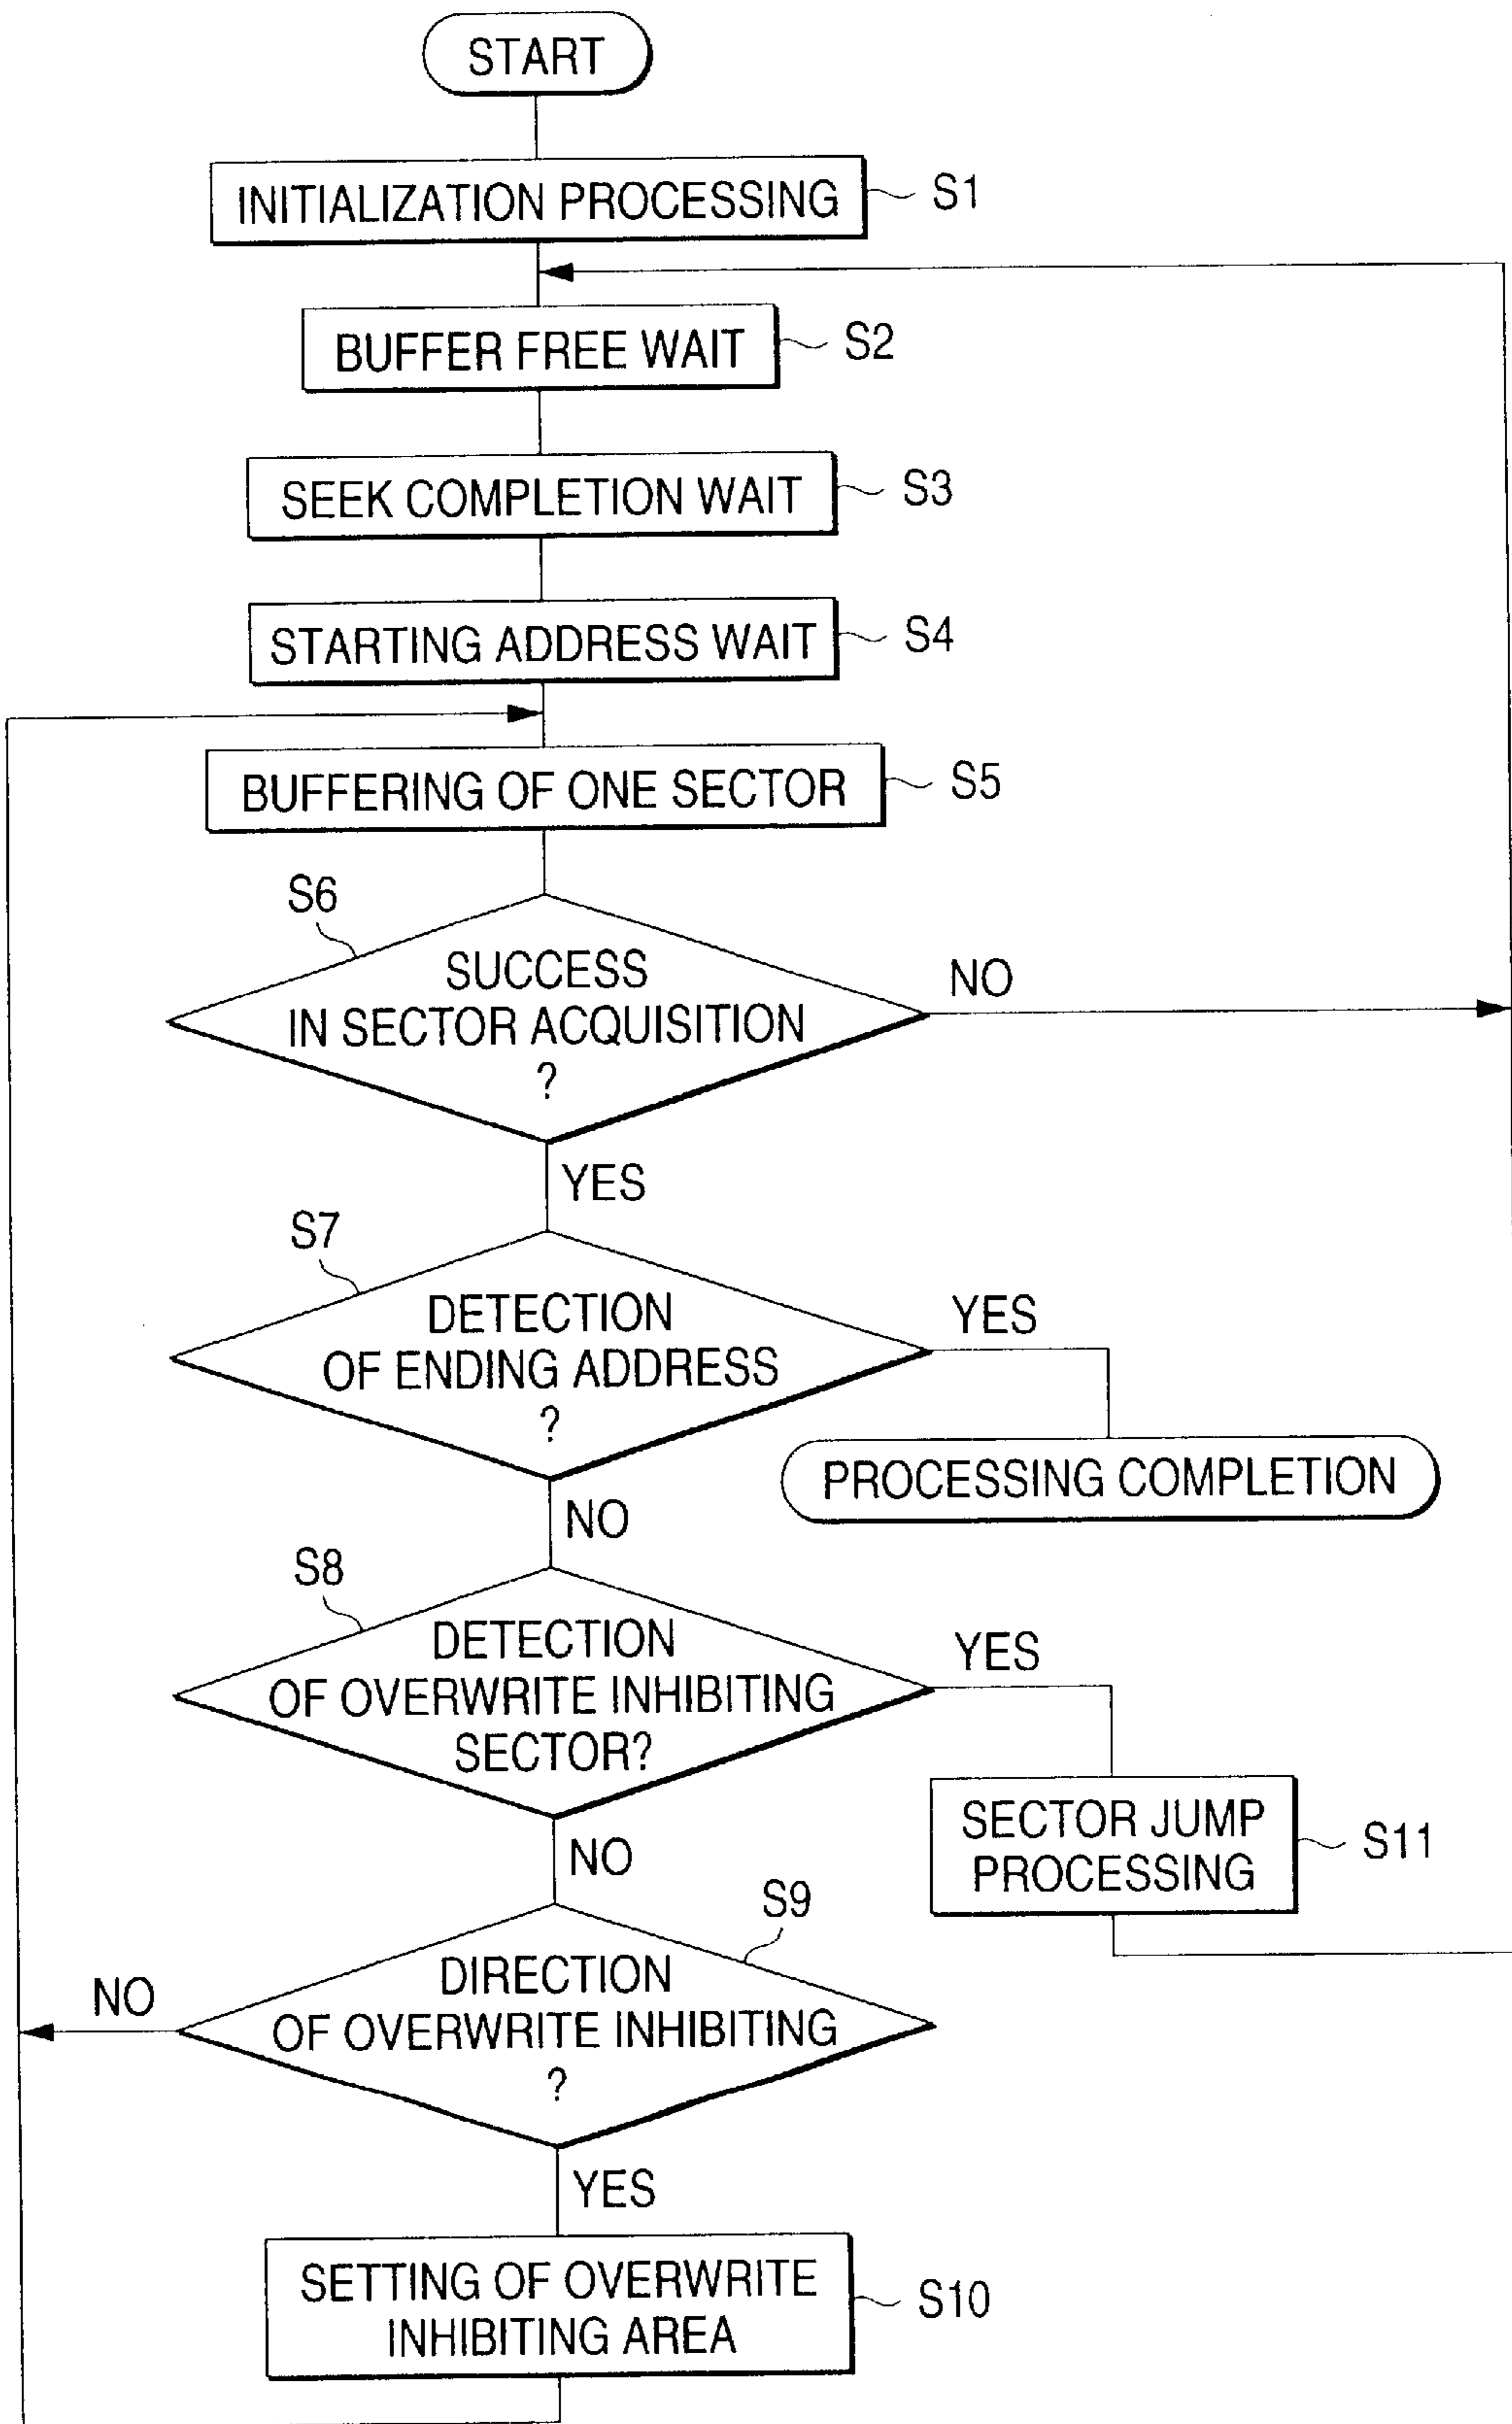 START
INITIALIZATION PROCESSING
S1
BUFFER FREE WAIT
S2
SEEK COMPLETION WAIT
S3
STARTING ADDRESS WAIT
S4
BUFFERING OF ONE SECTOR
S5
S6
SUCCESS
IN SECTOR ACQUISITION
?
NO
YES
S7
DETECTION
OF ENDING ADDRESS
?
YES
PROCESSING COMPLETION
NO
S8
DETECTION
OF OVERWRITE INHIBITING
SECTOR?
YES
SECTOR JUMP
PROCESSING
S11
NO
S9
DIRECTION
OF OVERWRITE INHIBITING
?
NO
YES
SETTING OF OVERWRITE
INHIBITING AREA
S10